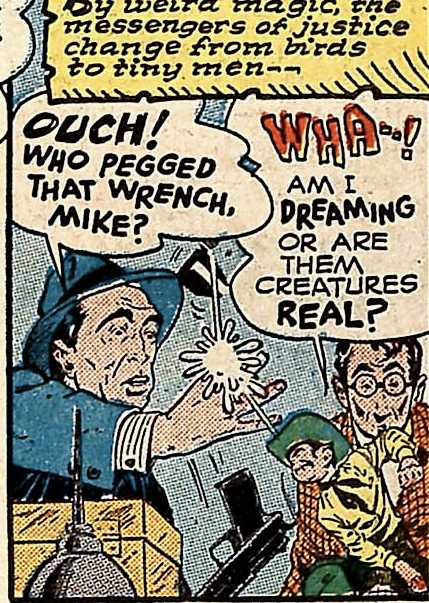 By weird magic, the
messengers of justice
change from birds
to tiny men--
OUCH!
WHO PEGGED
THAT WRENCH,
MIKE?
WHA--!
AM I
DREAMING
OR ARE
THEM
CREATURES
REAL?